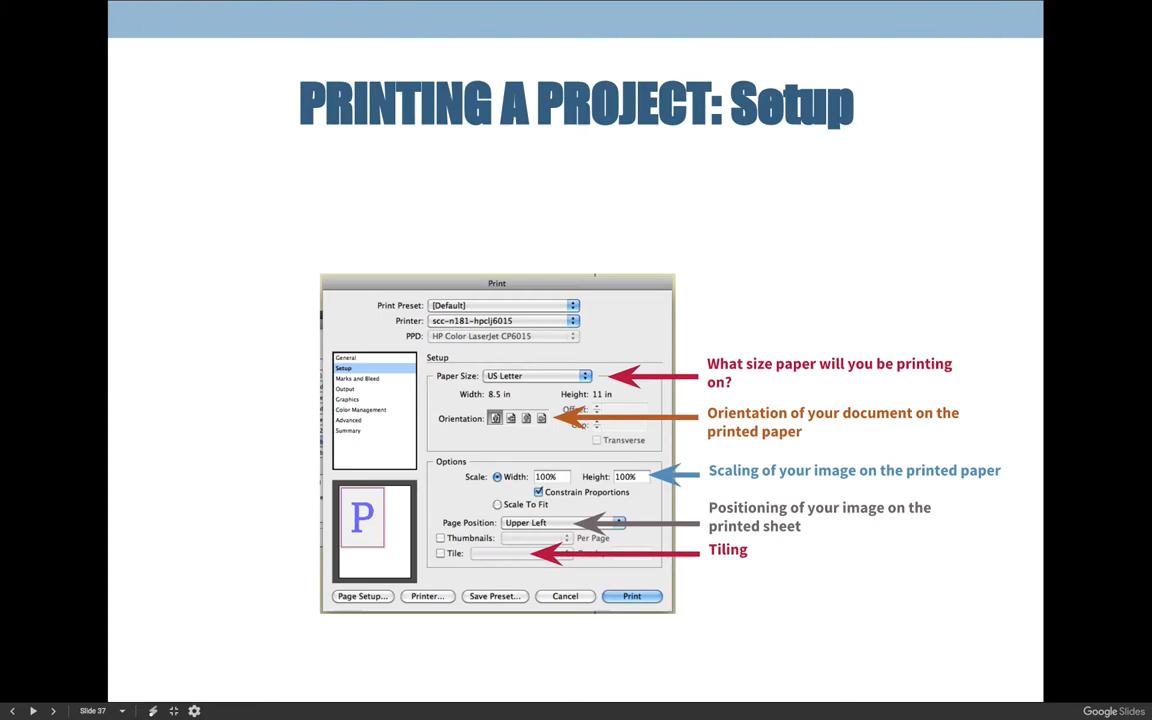 PRINTING A PROJECT: Setup
Print
Print Preset: [Default]
Printer: scc-n181-hpclj6015
PPD: HP Color LaserJet CP6015
General
Setup
Marks and Bleed
Output
Graphics
Color Management
Advanced
Summary
Setup
Paper Size: US Letter
Width: 8.5 in Height: 11 in
Orientation:
Offset:
Gap:
Transverse
Options
Scale: Width: 100% Height: 100%
Constrain Proportions
Scale To Fit
Page Position: Upper Left
Thumbnails: Per Page
Tile:
P
Page Setup... Printer... Save Preset... Cancel Print
What size paper will you be printing
on?
Orientation of your document on the
printed paper
Scaling of your image on the printed paper
Positioning of your image on the
printed sheet
Tiling
Slide 37
Google Slides